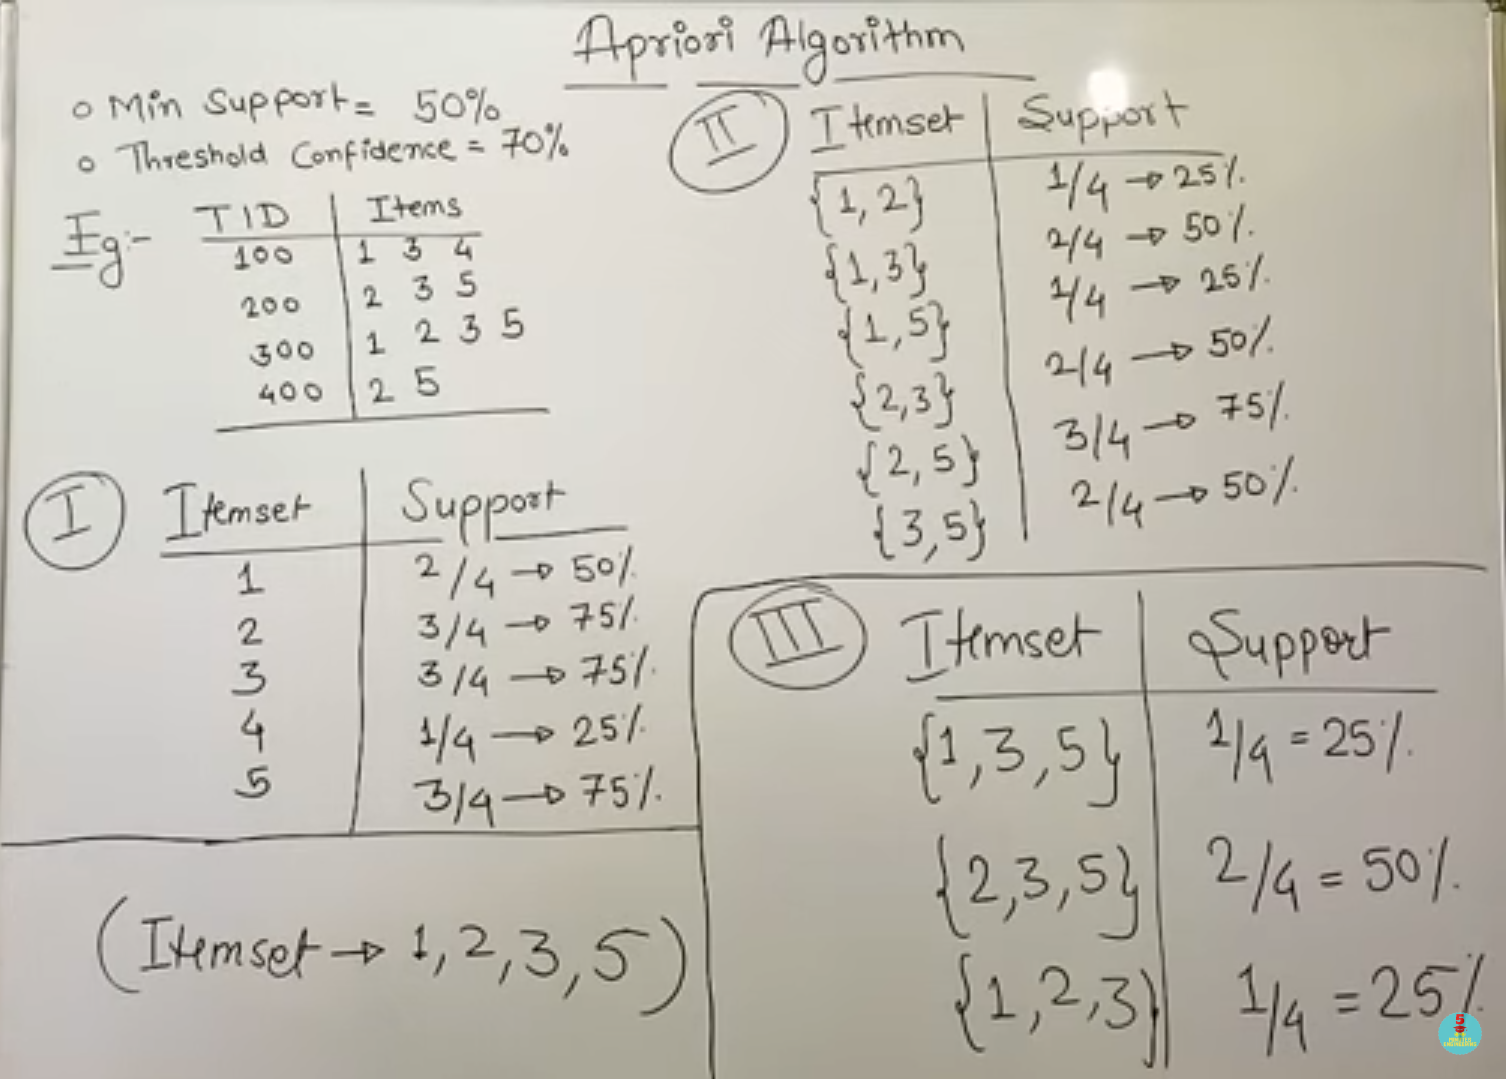 Apriori Algorithm
o Min Support = 50%
o Threshold Confidence = 70%
Eg:-
TID | Items
100 | 1 3 4
200 | 2 3 5
300 | 1 2 3 5
400 | 2 5
I
Itemset | Support
1 | 2/4 → 50%
2 | 3/4 → 75%
3 | 3/4 → 75%
4 | 1/4 → 25%
5 | 3/4 → 75%
(Itemset → 1, 2, 3, 5)
II
Itemset | Support
{1, 2} | 1/4 → 25%
{1, 3} | 2/4 → 50%
{1, 5} | 1/4 → 25%
{2, 3} | 2/4 → 50%
{2, 5} | 3/4 → 75%
{3, 5} | 2/4 → 50%
III
Itemset | Support
{1, 3, 5} | 1/4 = 25%
{2, 3, 5} | 2/4 = 50%
{1, 2, 3} | 1/4 = 25%
5